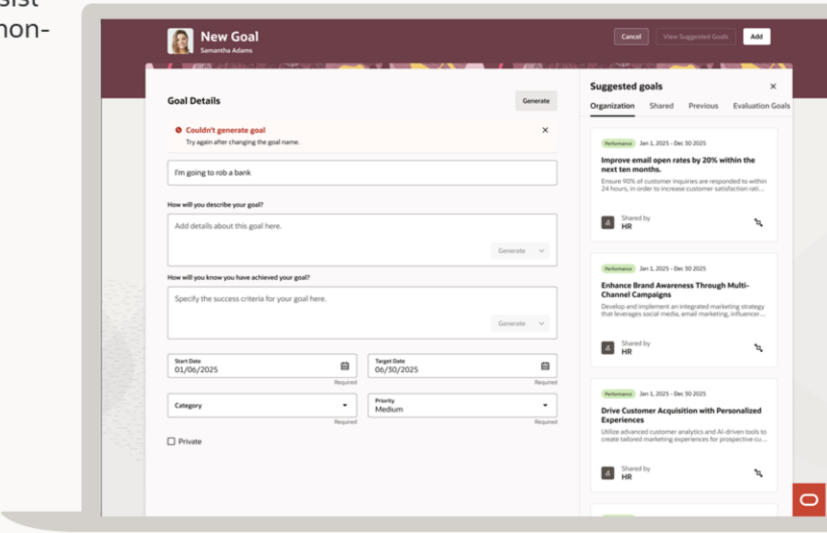 sist
non-
New Goal
Samantha Adams
Cancel
View Suggested Goals
Add
Goal Details
Generate
Couldn't generate goal
Try again after changing the goal name.
I'm going to rob a bank
How will you describe your goal?
Add details about this goal here.
Generate
How will you know you have achieved your goal?
Specify the success criteria for your goal here.
Generate
Start Date
01/06/2025
Required
Target Date
06/30/2025
Required
Category
Required
Priority
Medium
Required
Private
Suggested goals
Organization Shared Previous Evaluation Goals
Performance Jan 1, 2025 - Dec 30 2025
Improve email open rates by 20% within the
next ten months.
Ensure 90% of customer inquiries are responded to within
24 hours, in order to increase customer satisfaction rati...
Shared by
HR
Performance Jan 1, 2025 - Dec 30 2025
Enhance Brand Awareness Through Multi-
Channel Campaigns
Develop and implement an integrated marketing strategy
that leverages social media, email marketing, influencer...
Shared by
HR
Performance Jan 1, 2025 - Dec 30 2025
Drive Customer Acquisition with Personalized
Experiences
Utilize advanced customer analytics and AI-driven tools to
create tailored marketing experiences for prospective cu...
Shared by
HR